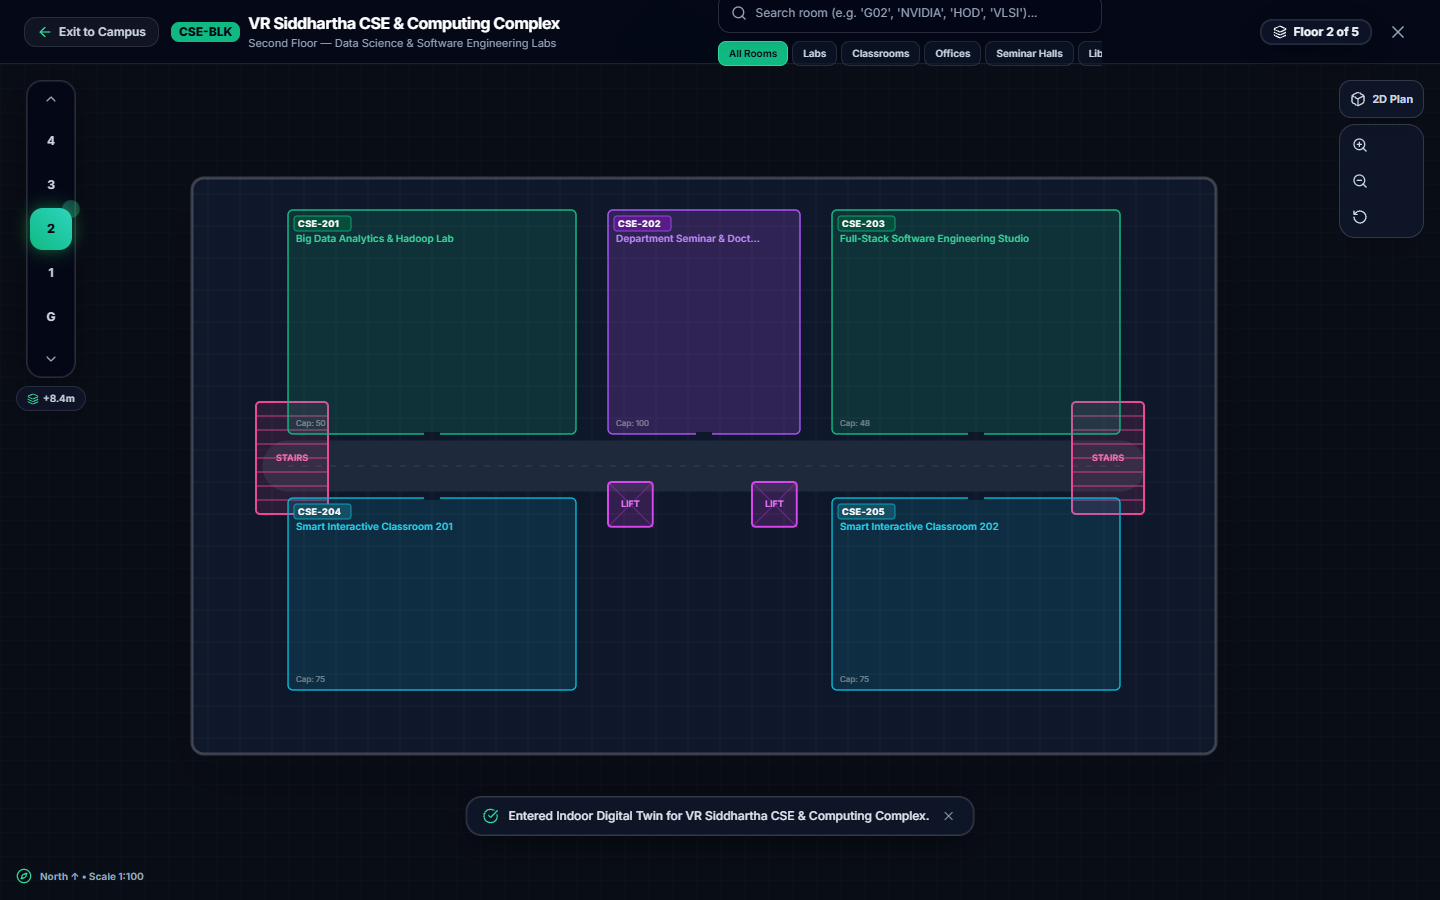 Exit to Campus
CSE-BLK
VR Siddhartha CSE & Computing Complex
Second Floor — Data Science & Software Engineering Labs
Search room (e.g. 'G02', 'NVIDIA', 'HOD', 'VLSI')...
All Rooms
Labs
Classrooms
Offices
Seminar Halls
Lib
Floor 2 of 5
4
3
2
1
G
+8.4m
2D Plan
CSE-201
Big Data Analytics & Hadoop Lab
Cap: 50
CSE-202
Department Seminar & Doct...
Cap: 100
CSE-203
Full-Stack Software Engineering Studio
Cap: 48
STAIRS
STAIRS
LIFT
LIFT
CSE-204
Smart Interactive Classroom 201
Cap: 75
CSE-205
Smart Interactive Classroom 202
Cap: 75
Entered Indoor Digital Twin for VR Siddhartha CSE & Computing Complex.
North ↑ • Scale 1:100